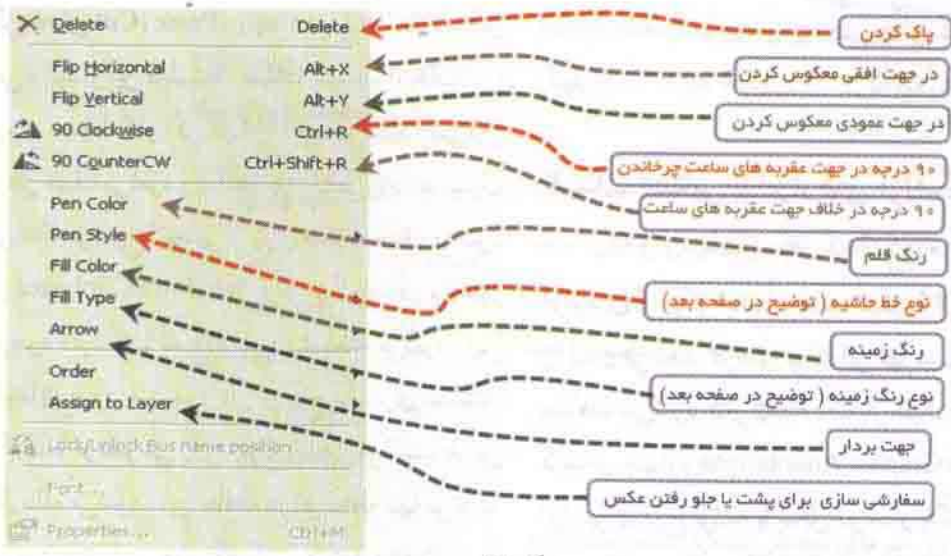 Delete Delete
Flip Horizontal Alt+X
Flip Vertical Alt+Y
90 Clockwise Ctrl+R
90 CounterCW Ctrl+Shift+R
Pen Color
Pen Style
Fill Color
Fill Type
Arrow
Order
Assign to Layer
Lock/Unlock Bus name position
Font...
Properties... Ctrl+M
پاک کردن
در جهت افقی معکوس کردن
در جهت عمودی معکوس کردن
۹۰ درجه در جهت عقربه های ساعت چرخاندن
۹۰ درجه در خلاف جهت عقربه های ساعت
رنگ قلم
نوع خط حاشیه ( توضیح در صفحه بعد)
رنگ زمینه
نوع رنگ زمینه ( توضیح در صفحه بعد)
جهت بردار
سفارشی سازی برای پشت یا جلو رفتن عکس